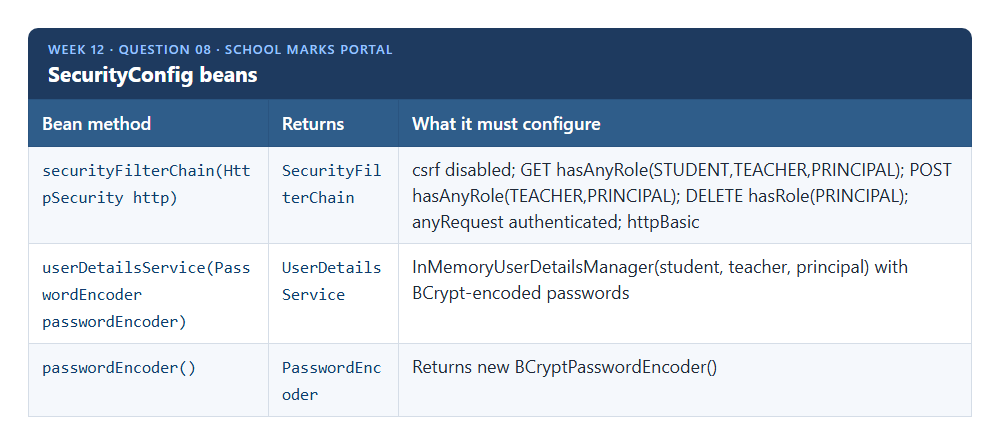 WEEK 12 · QUESTION 08 · SCHOOL MARKS PORTAL
SecurityConfig beans
Bean method Returns What it must configure
securityFilterChain(Htt
pSecurity http)
SecurityFil
terChain
csrf disabled; GET hasAnyRole(STUDENT,TEACHER,PRINCIPAL); POST
hasAnyRole(TEACHER,PRINCIPAL); DELETE hasRole(PRINCIPAL);
anyRequest authenticated; httpBasic
userDetailsService(Pass
wordEncoder
passwordEncoder)
UserDetails
Service
InMemoryUserDetailsManager(student, teacher, principal) with
BCrypt-encoded passwords
passwordEncoder()
PasswordEnc
oder
Returns new BCryptPasswordEncoder()